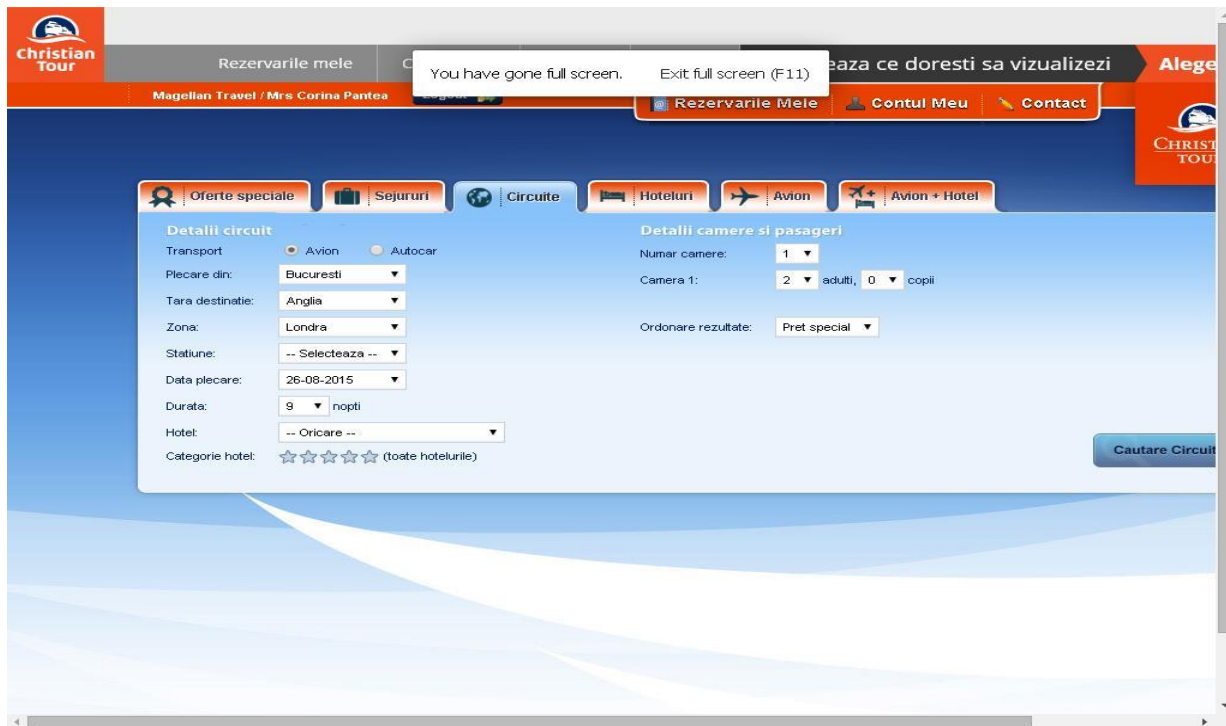 Christian
Tour
Rezervarile mele
You have gone full screen. Exit full screen (F11)
eaza ce doresti sa vizualizezi
Alege
Magellan Travel / Mrs Corina Pantea
Logout
Rezervarile Mele
Contul Meu
Contact
CHRIST
TOU
Oferte speciale
Sejururi
Circuite
Hoteluri
Avion
Avion + Hotel
Detalii circuit
Transport Avion Autocar
Plecare din: Bucuresti
Tara destinatie: Anglia
Zona: Londra
Statiune: -- Selecteaza --
Data plecare: 26-08-2015
Durata: 9 nopti
Hotel: -- Oricare --
Categorie hotel: (toate hotelurile)
Detalii camere si pasageri
Numar camere: 1
Camera 1: 2 adulti, 0 copii
Ordonare rezultate: Pret special
Cautare Circuit